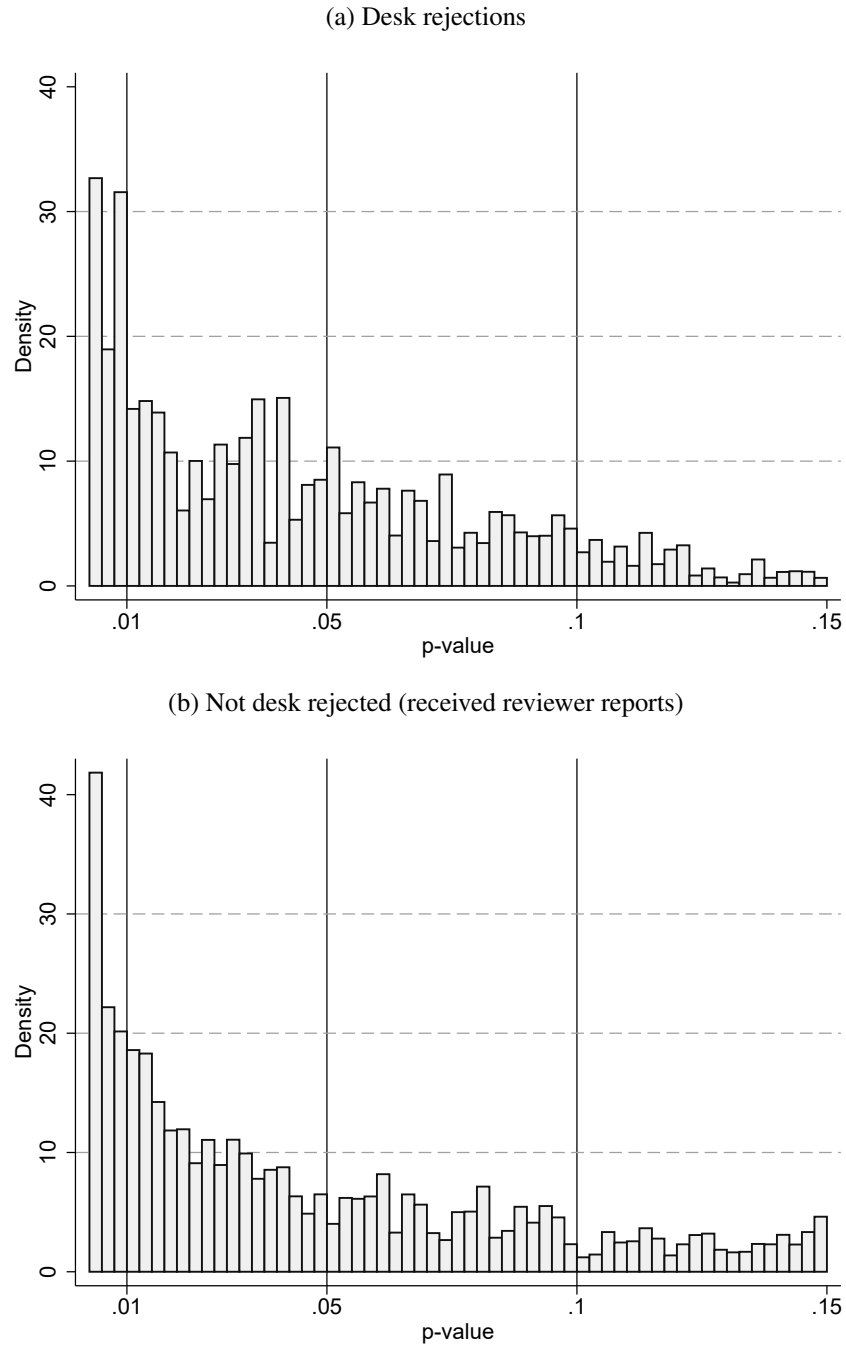 (a) Desk rejections
40
30
20
10
0
Density
.01 .05 .1 .15
p-value
(b) Not desk rejected (received reviewer reports)
40
30
20
10
0
Density
.01 .05 .1 .15
p-value